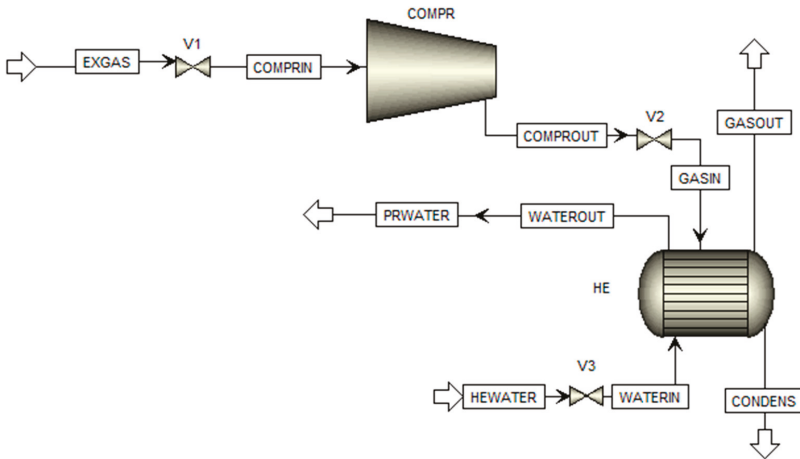 COMPR
V1
EXGAS
COMPRIN
GASOUT
V2
COMPROUT
GASIN
PRWATER
WATEROUT
HE
V3
HEWATER
WATERIN
CONDENS